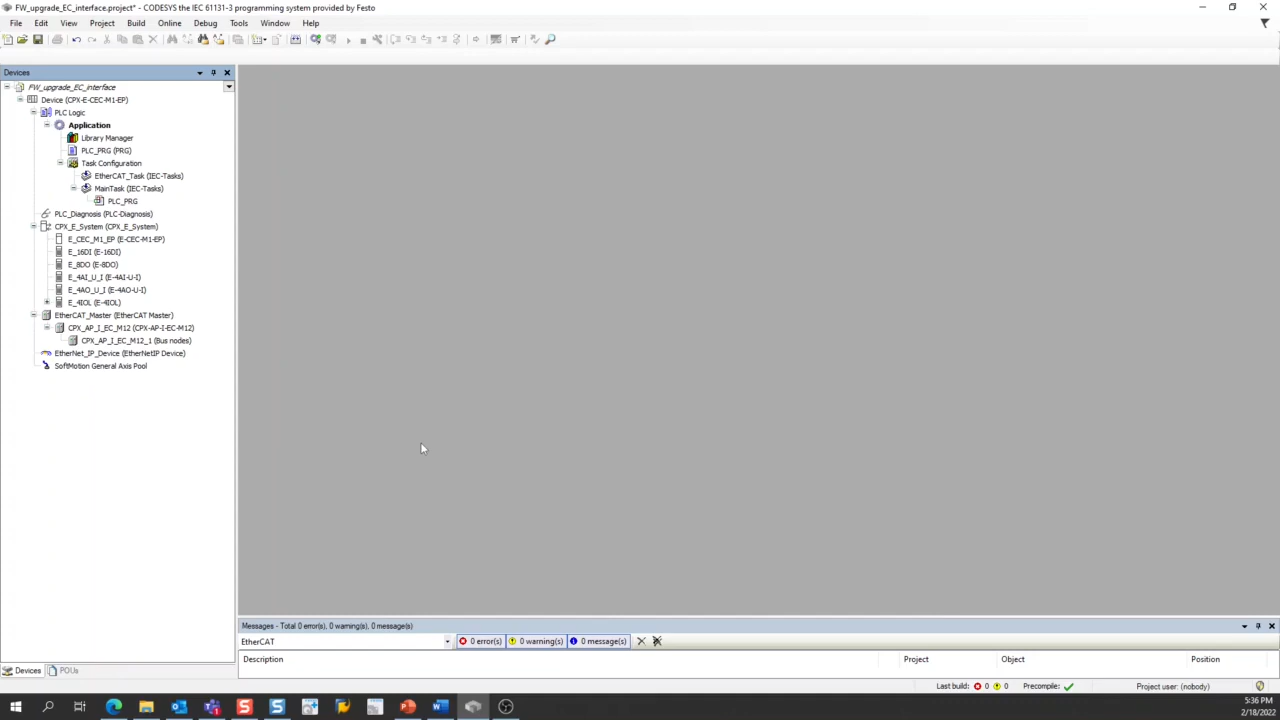 FW_upgrade_EC_interface.project* - CODESYS the IEC 61131-3 programming system provided by Festo
File Edit View Project Build Online Debug Tools Window Help
Devices
FW_upgrade_EC_interface
Device (CPX-E-CEC-M1-EP)
PLC Logic
Application
Library Manager
PLC_PRG (PRG)
Task Configuration
EtherCAT_Task (IEC-Tasks)
MainTask (IEC-Tasks)
PLC_PRG
PLC_Diagnosis (PLC-Diagnosis)
CPX_E_System (CPX_E_System)
E_CEC_M1_EP (E-CEC-M1-EP)
E_16DI (E-16DI)
E_8DO (E-8DO)
E_4AI_U_I (E-4AI-U-I)
E_4AO_U_I (E-4AO-U-I)
E_4IOL (E-4IOL)
EtherCAT_Master (EtherCAT Master)
CPX_AP_I_EC_M12 (CPX-AP-I-EC-M12)
CPX_AP_I_EC_M12_1 (Bus nodes)
EtherNet_IP_Device (EtherNetIP Device)
SoftMotion General Axis Pool
Messages - Total 0 error(s), 0 warning(s), 0 message(s)
EtherCAT 0 error(s) 0 warning(s) 0 message(s)
Description Project Object Position
Devices POUs
Last build: 0 0 Precompile: Project user: (nobody)
5:36 PM
2/18/2022